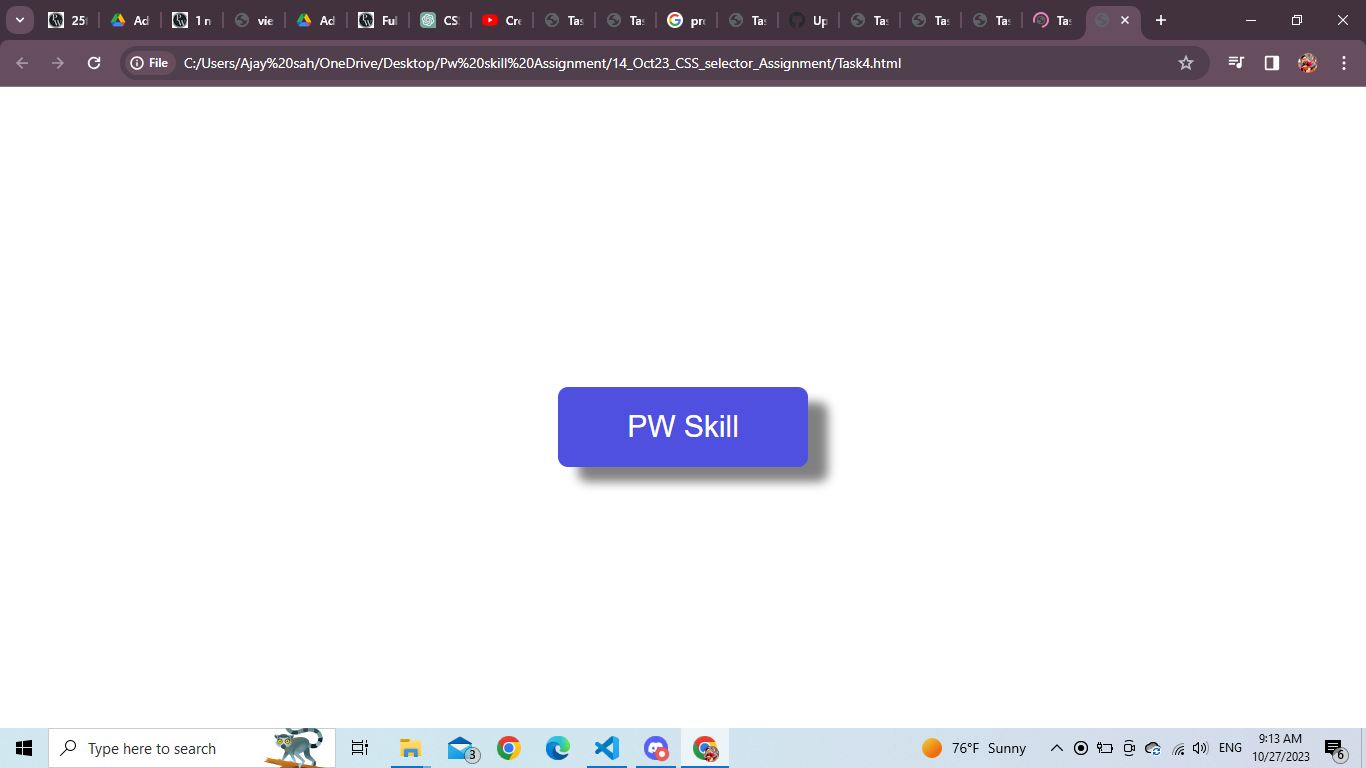 25t
Ad
1 n
vie
Ad
Ful
CS
Cre
Tas
Tas
pro
Tas
Up
Tas
Tas
Tas
Tas
File
C:/Users/Ajay%20sah/OneDrive/Desktop/Pw%20skill%20Assignment/14_Oct23_CSS_selector_Assignment/Task4.html
PW Skill
Type here to search
3
76°F Sunny
ENG
9:13 AM
10/27/2023
6